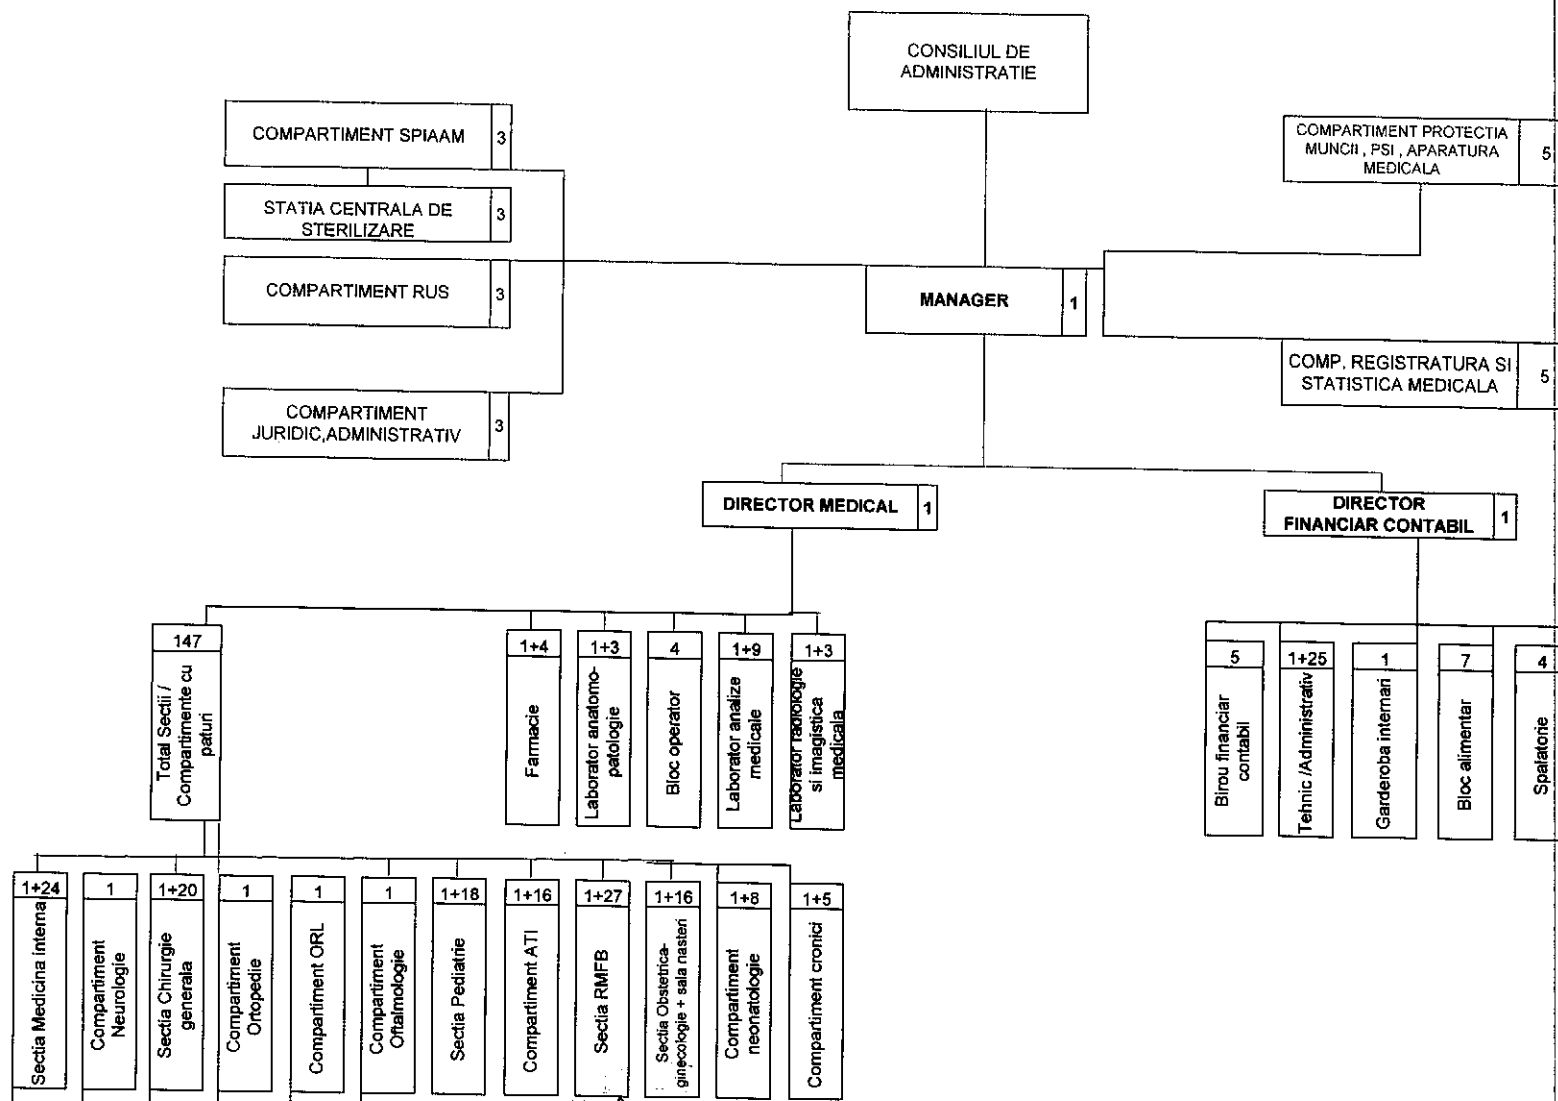 CONSILIUL DE
ADMINISTRATIE
COMPARTIMENT SPIAAM
3
COMPARTIMENT PROTECTIA
MUNCII , PSI , APARATURA
MEDICALA
5
STATIA CENTRALA DE
STERILIZARE
3
COMPARTIMENT RUS
3
MANAGER
1
COMP. REGISTRATURA SI
STATISTICA MEDICALA
5
COMPARTIMENT
JURIDIC,ADMINISTRATIV
3
DIRECTOR MEDICAL
1
DIRECTOR
FINANCIAR CONTABIL
1
147
Total Sectii /
Compartimente cu
paturi
1+4
Farmacie
1+3
Laborator anatomo-
patologie
4
Bloc operator
1+9
Laborator analize
medicale
1+3
Laborator radiologie
si imagistica
medicala
5
Birou financiar
contabil
1+25
Tehnic /Administrativ
1
Garderoba internari
7
Bloc alimentar
4
Spalatorie
1+24
Sectia Medicina interna
1
Compartiment
Neurologie
1+20
Sectia Chirurgie
generala
1
Compartiment
Ortopedie
1
Compartiment ORL
1
Compartiment
Oftalmologie
1+18
Sectia Pediatrie
1+16
Compartiment ATI
1+27
Sectia RMFB
1+16
Sectia Obstetrica-
ginecologie + sala nasteri
1+8
Compartiment
neonatologie
1+5
Compartiment cronici